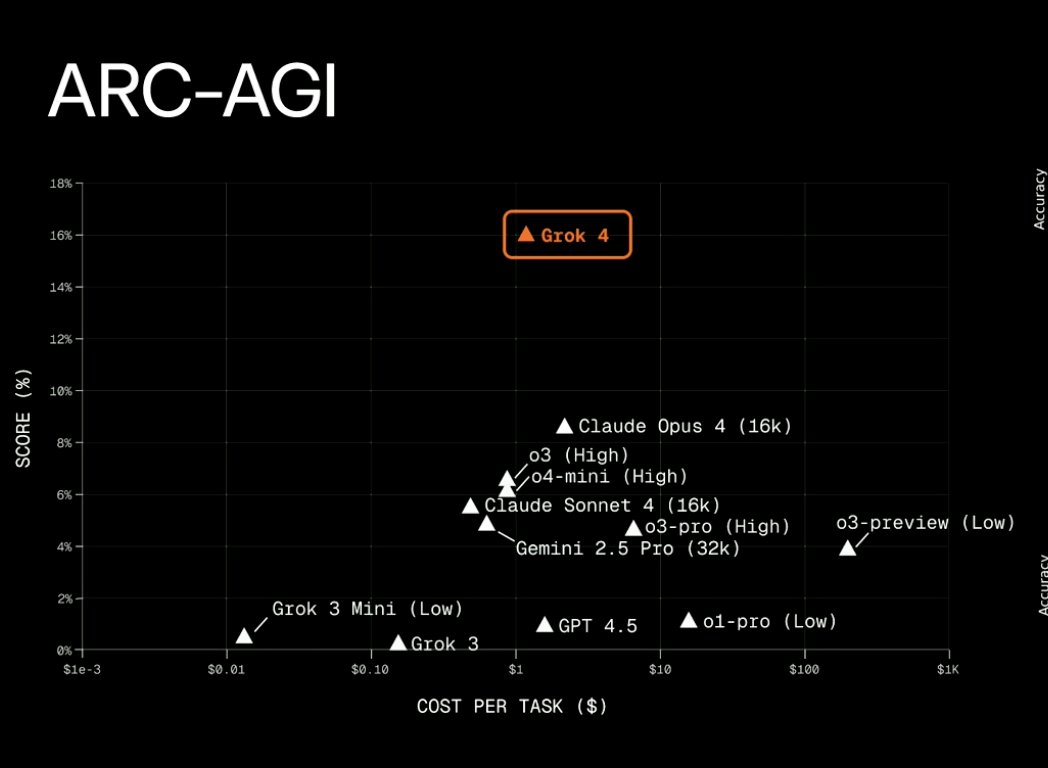 ARC-AGI
Accuracy
18%
16%
Grok 4
14%
12%
10%
SCORE (%)
8%
Claude Opus 4 (16k)
o3 (High)
o4-mini (High)
6%
Claude Sonnet 4 (16k)
o3-pro (High)
o3-preview (Low)
4%
Gemini 2.5 Pro (32k)
Accuracy
2%
Grok 3 Mini (Low)
GPT 4.5
o1-pro (Low)
Grok 3
0%
$1e-3
$0.01
$0.10
$1
$10
$100
$1K
COST PER TASK ($)